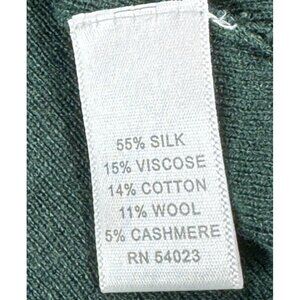 55% SILK
15% VISCOSE
14% COTTON
11% WOOL
5% CASHMERE
RN 54023